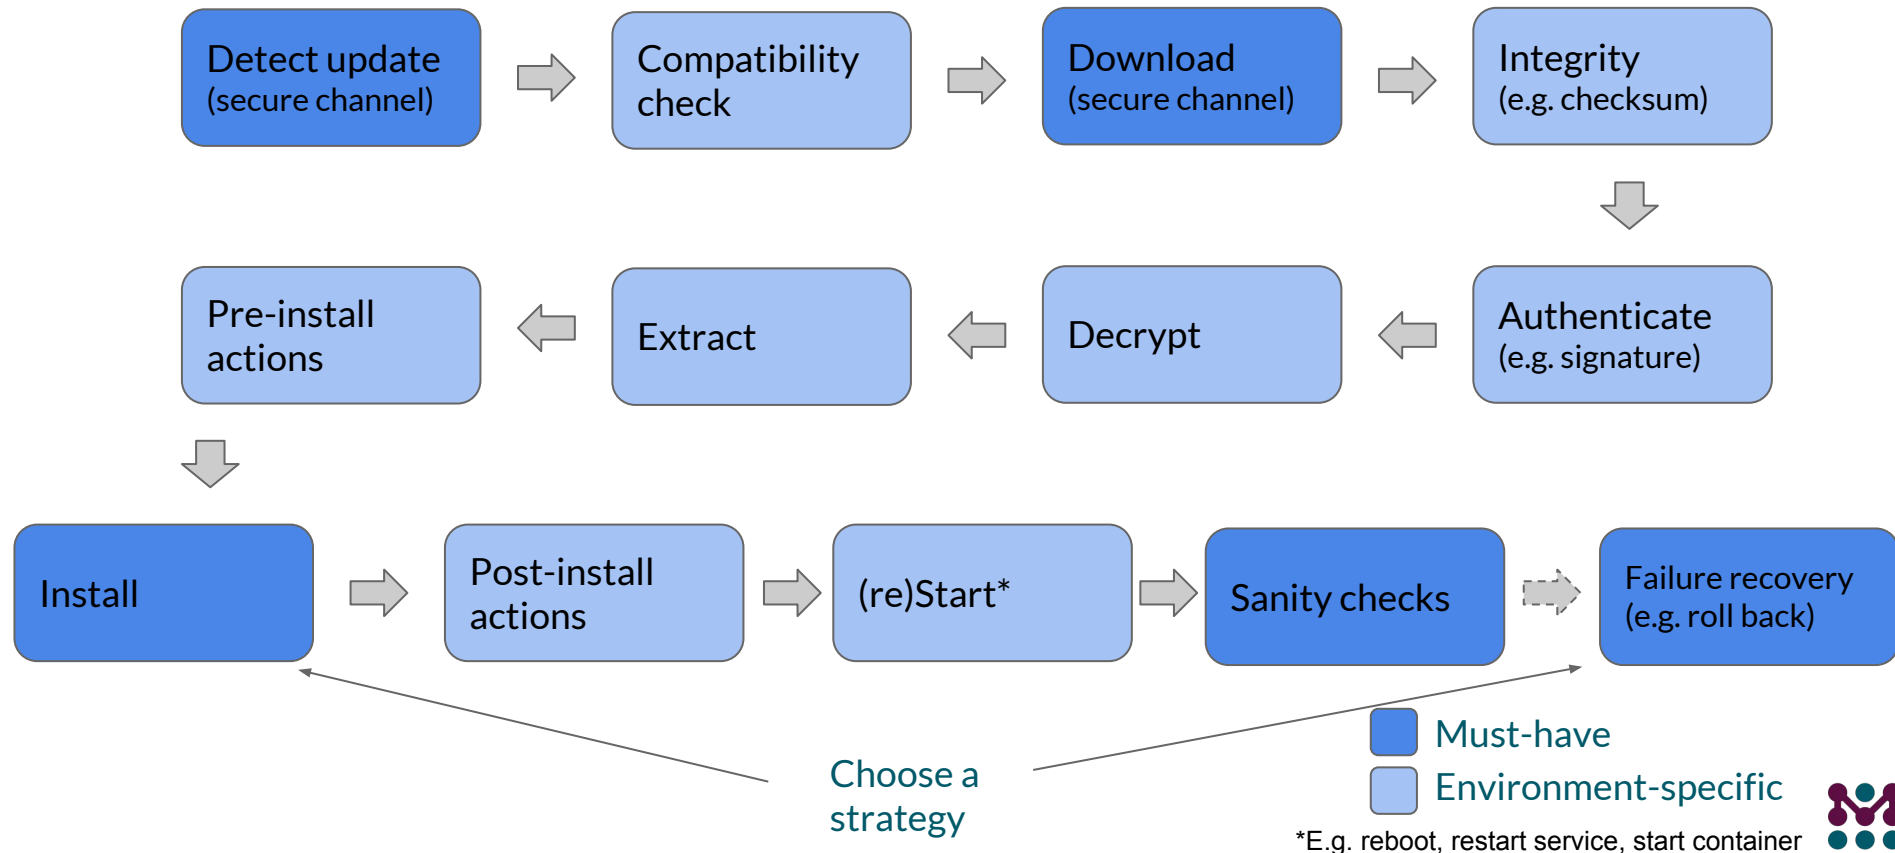 Detect update
(secure channel)
Compatibility
check
Download
(secure channel)
Integrity
(e.g. checksum)
Pre-install
actions
Extract
Decrypt
Authenticate
(e.g. signature)
Install
Post-install
actions
(re)Start*
Sanity checks
Failure recovery
(e.g. roll back)
Choose a
strategy
Must-have
Environment-specific
*E.g. reboot, restart service, start container